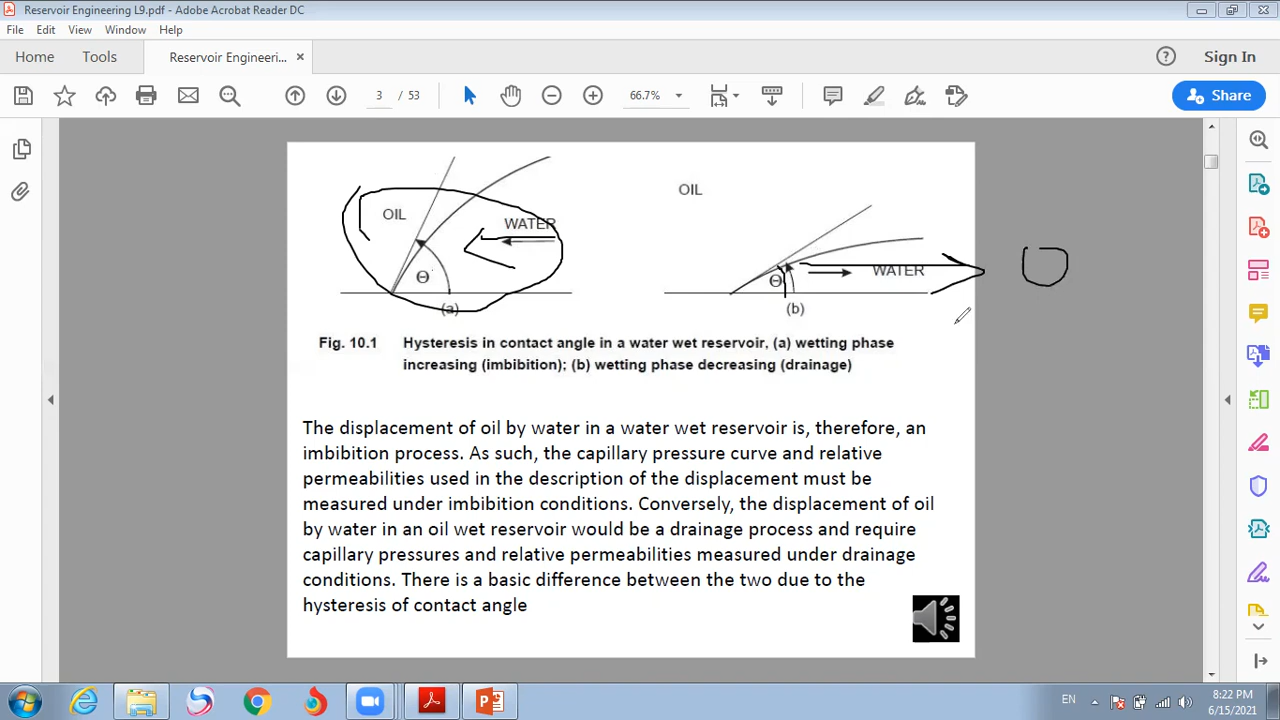 Reservoir Engineering L9.pdf - Adobe Acrobat Reader DC
File Edit View Window Help
Home Tools Reservoir Engineeri... × Sign In
3 / 53 66.7% Share
OIL WATER Θ (a)
OIL WATER Θ (b)
Fig. 10.1 Hysteresis in contact angle in a water wet reservoir, (a) wetting phase
increasing (imbibition); (b) wetting phase decreasing (drainage)
The displacement of oil by water in a water wet reservoir is, therefore, an
imbibition process. As such, the capillary pressure curve and relative
permeabilities used in the description of the displacement must be
measured under imbibition conditions. Conversely, the displacement of oil
by water in an oil wet reservoir would be a drainage process and require
capillary pressures and relative permeabilities measured under drainage
conditions. There is a basic difference between the two due to the
hysteresis of contact angle
EN 8:22 PM
6/15/2021